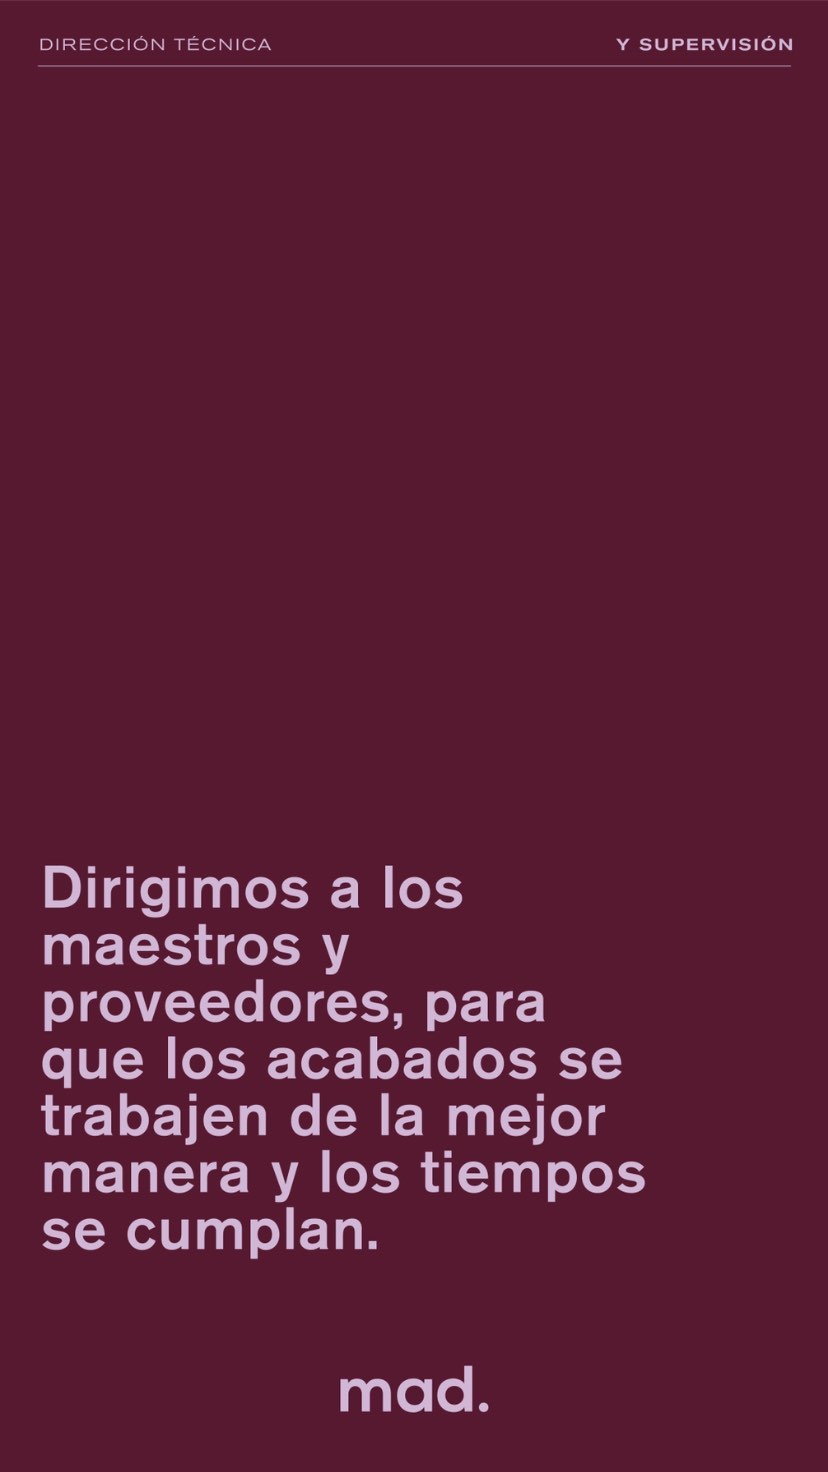 DIRECCIÓN TÉCNICA
Y SUPERVISIÓN
Dirigimos a los
maestros y
proveedores, para
que los acabados se
trabajen de la mejor
manera y los tiempos
se cumplan.
mad.